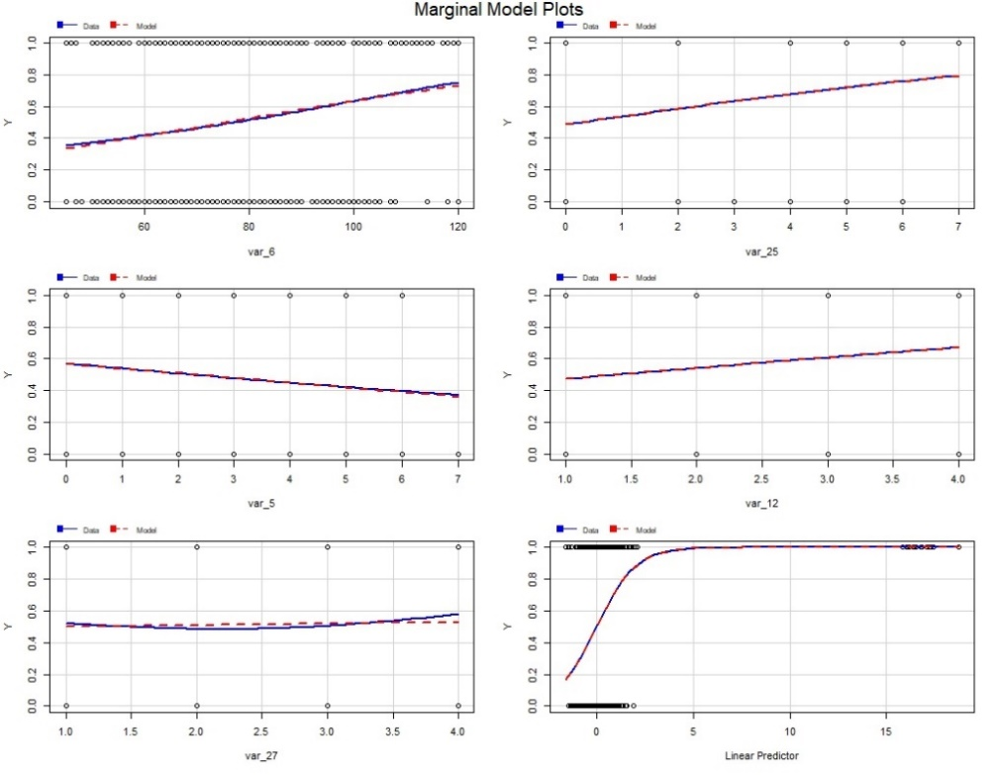 Marginal Model Plots
Data Model Data Model
1.0 1.0
0.8 0.8
0.6 0.6
Y Y
0.4 0.4
0.2 0.2
0.0 0.0
60 80 100 120 0 1 2 3 4 5 6 7
var_6 var_25
Data Model Data Model
1.0 1.0
0.8 0.8
0.6 0.6
Y Y
0.4 0.4
0.2 0.2
0.0 0.0
0 1 2 3 4 5 6 7 1.0 1.5 2.0 2.5 3.0 3.5 4.0
var_5 var_12
Data Model Data Model
1.0 1.0
0.8 0.8
0.6 0.6
Y Y
0.4 0.4
0.2 0.2
0.0 0.0
1.0 1.5 2.0 2.5 3.0 3.5 4.0 0 5 10 15
var_27 Linear Predictor